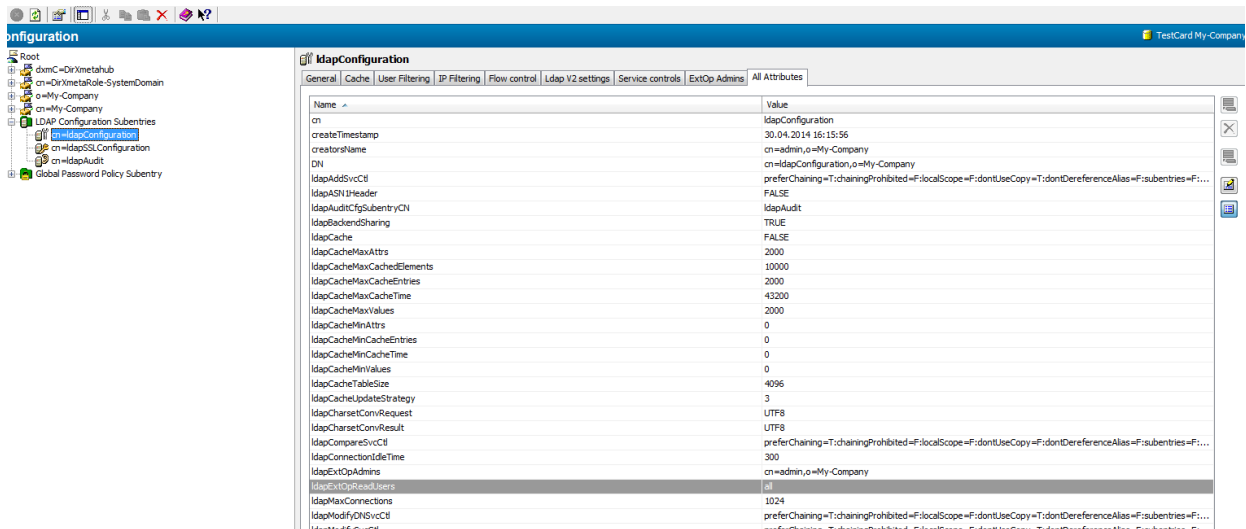 onfiguration
TestCard My-Company
Root
dxmC=DirXmetahub
cn=DirXmetaRole-SystemDomain
o=My-Company
cn=My-Company
LDAP Configuration Subentries
cn=ldapConfiguration
cn=ldapSSLConfiguration
cn=ldapAudit
Global Password Policy Subentry
ldapConfiguration
General Cache User Filtering IP Filtering Flow control Ldap V2 settings Service controls ExtOp Admins All Attributes
Name Value
cn ldapConfiguration
createTimestamp 30.04.2014 16:15:56
creatorsName cn=admin,o=My-Company
DN cn=ldapConfiguration,o=My-Company
ldapAddSvcCtl preferChaining=T:chainingProhibited=F:localScope=F:dontUseCopy=T:dontDereferenceAlias=F:subentries=F:...
ldapASN1Header FALSE
ldapAuditCfgSubentryCN ldapAudit
ldapBackendSharing TRUE
ldapCache FALSE
ldapCacheMaxAttrs 2000
ldapCacheMaxCachedElements 10000
ldapCacheMaxCacheEntries 2000
ldapCacheMaxCacheTime 43200
ldapCacheMaxValues 2000
ldapCacheMinAttrs 0
ldapCacheMinCacheEntries 0
ldapCacheMinCacheTime 0
ldapCacheMinValues 0
ldapCacheTableSize 4096
ldapCacheUpdateStrategy 3
ldapCharsetConvRequest UTF8
ldapCharsetConvResult UTF8
ldapCompareSvcCtl preferChaining=T:chainingProhibited=F:localScope=F:dontUseCopy=F:dontDereferenceAlias=F:subentries=F:...
ldapConnectionIdleTime 300
ldapExtOpAdmins cn=admin,o=My-Company
ldapExtOpReadUsers all
ldapMaxConnections 1024
ldapModifyDNSvcCtl preferChaining=T:chainingProhibited=F:localScope=F:dontUseCopy=T:dontDereferenceAlias=F:subentries=F:...